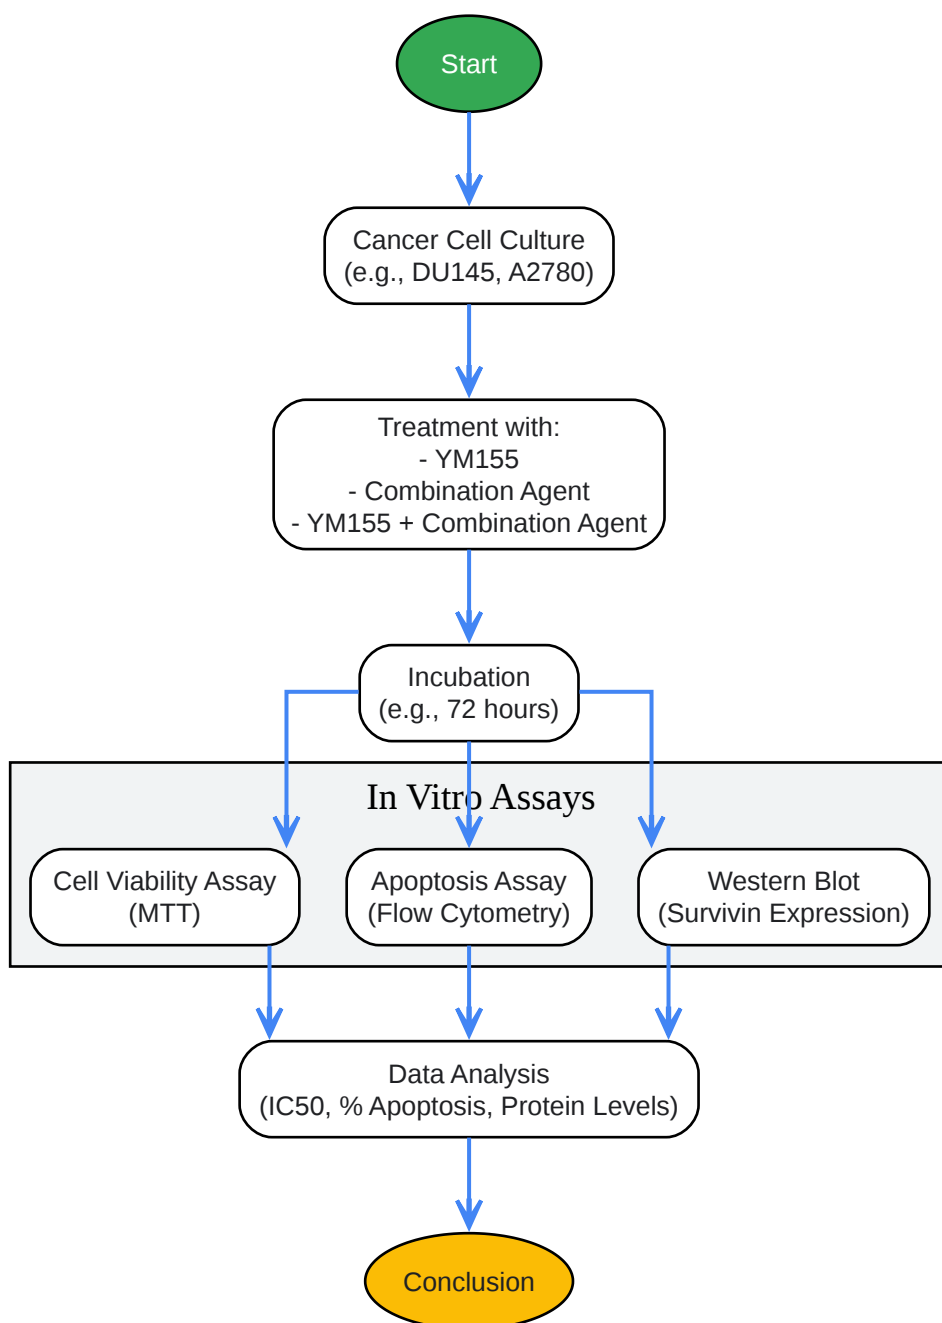 Start
Cancer Cell Culture
(e.g., DU145, A2780)
Treatment with:
- YM155
- Combination Agent
- YM155 + Combination Agent
Incubation
(e.g., 72 hours)
In Vitro Assays
Cell Viability Assay
(MTT)
Apoptosis Assay
(Flow Cytometry)
Western Blot
(Survivin Expression)
Data Analysis
(IC50, % Apoptosis, Protein Levels)
Conclusion